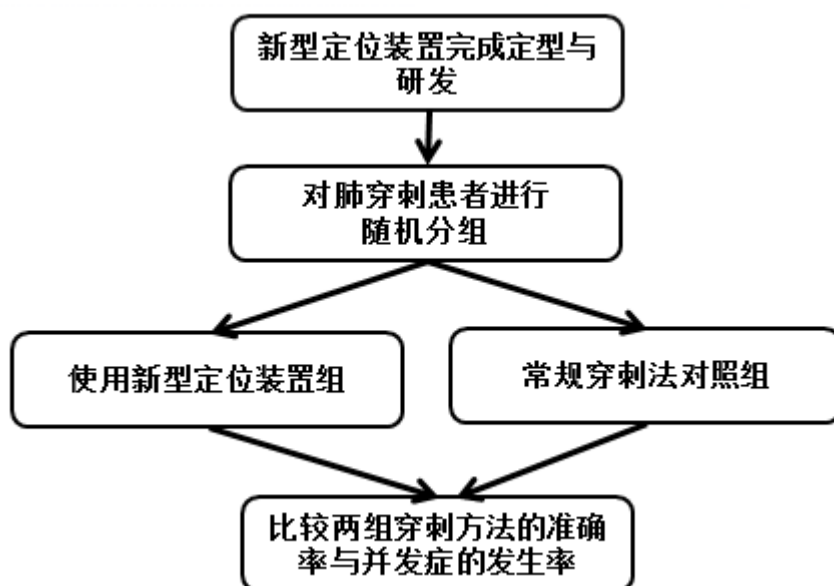 新型定位装置完成定型与
研发
对肺穿刺患者进行
随机分组
使用新型定位装置组
常规穿刺法对照组
比较两组穿刺方法的准确
率与并发症的发生率